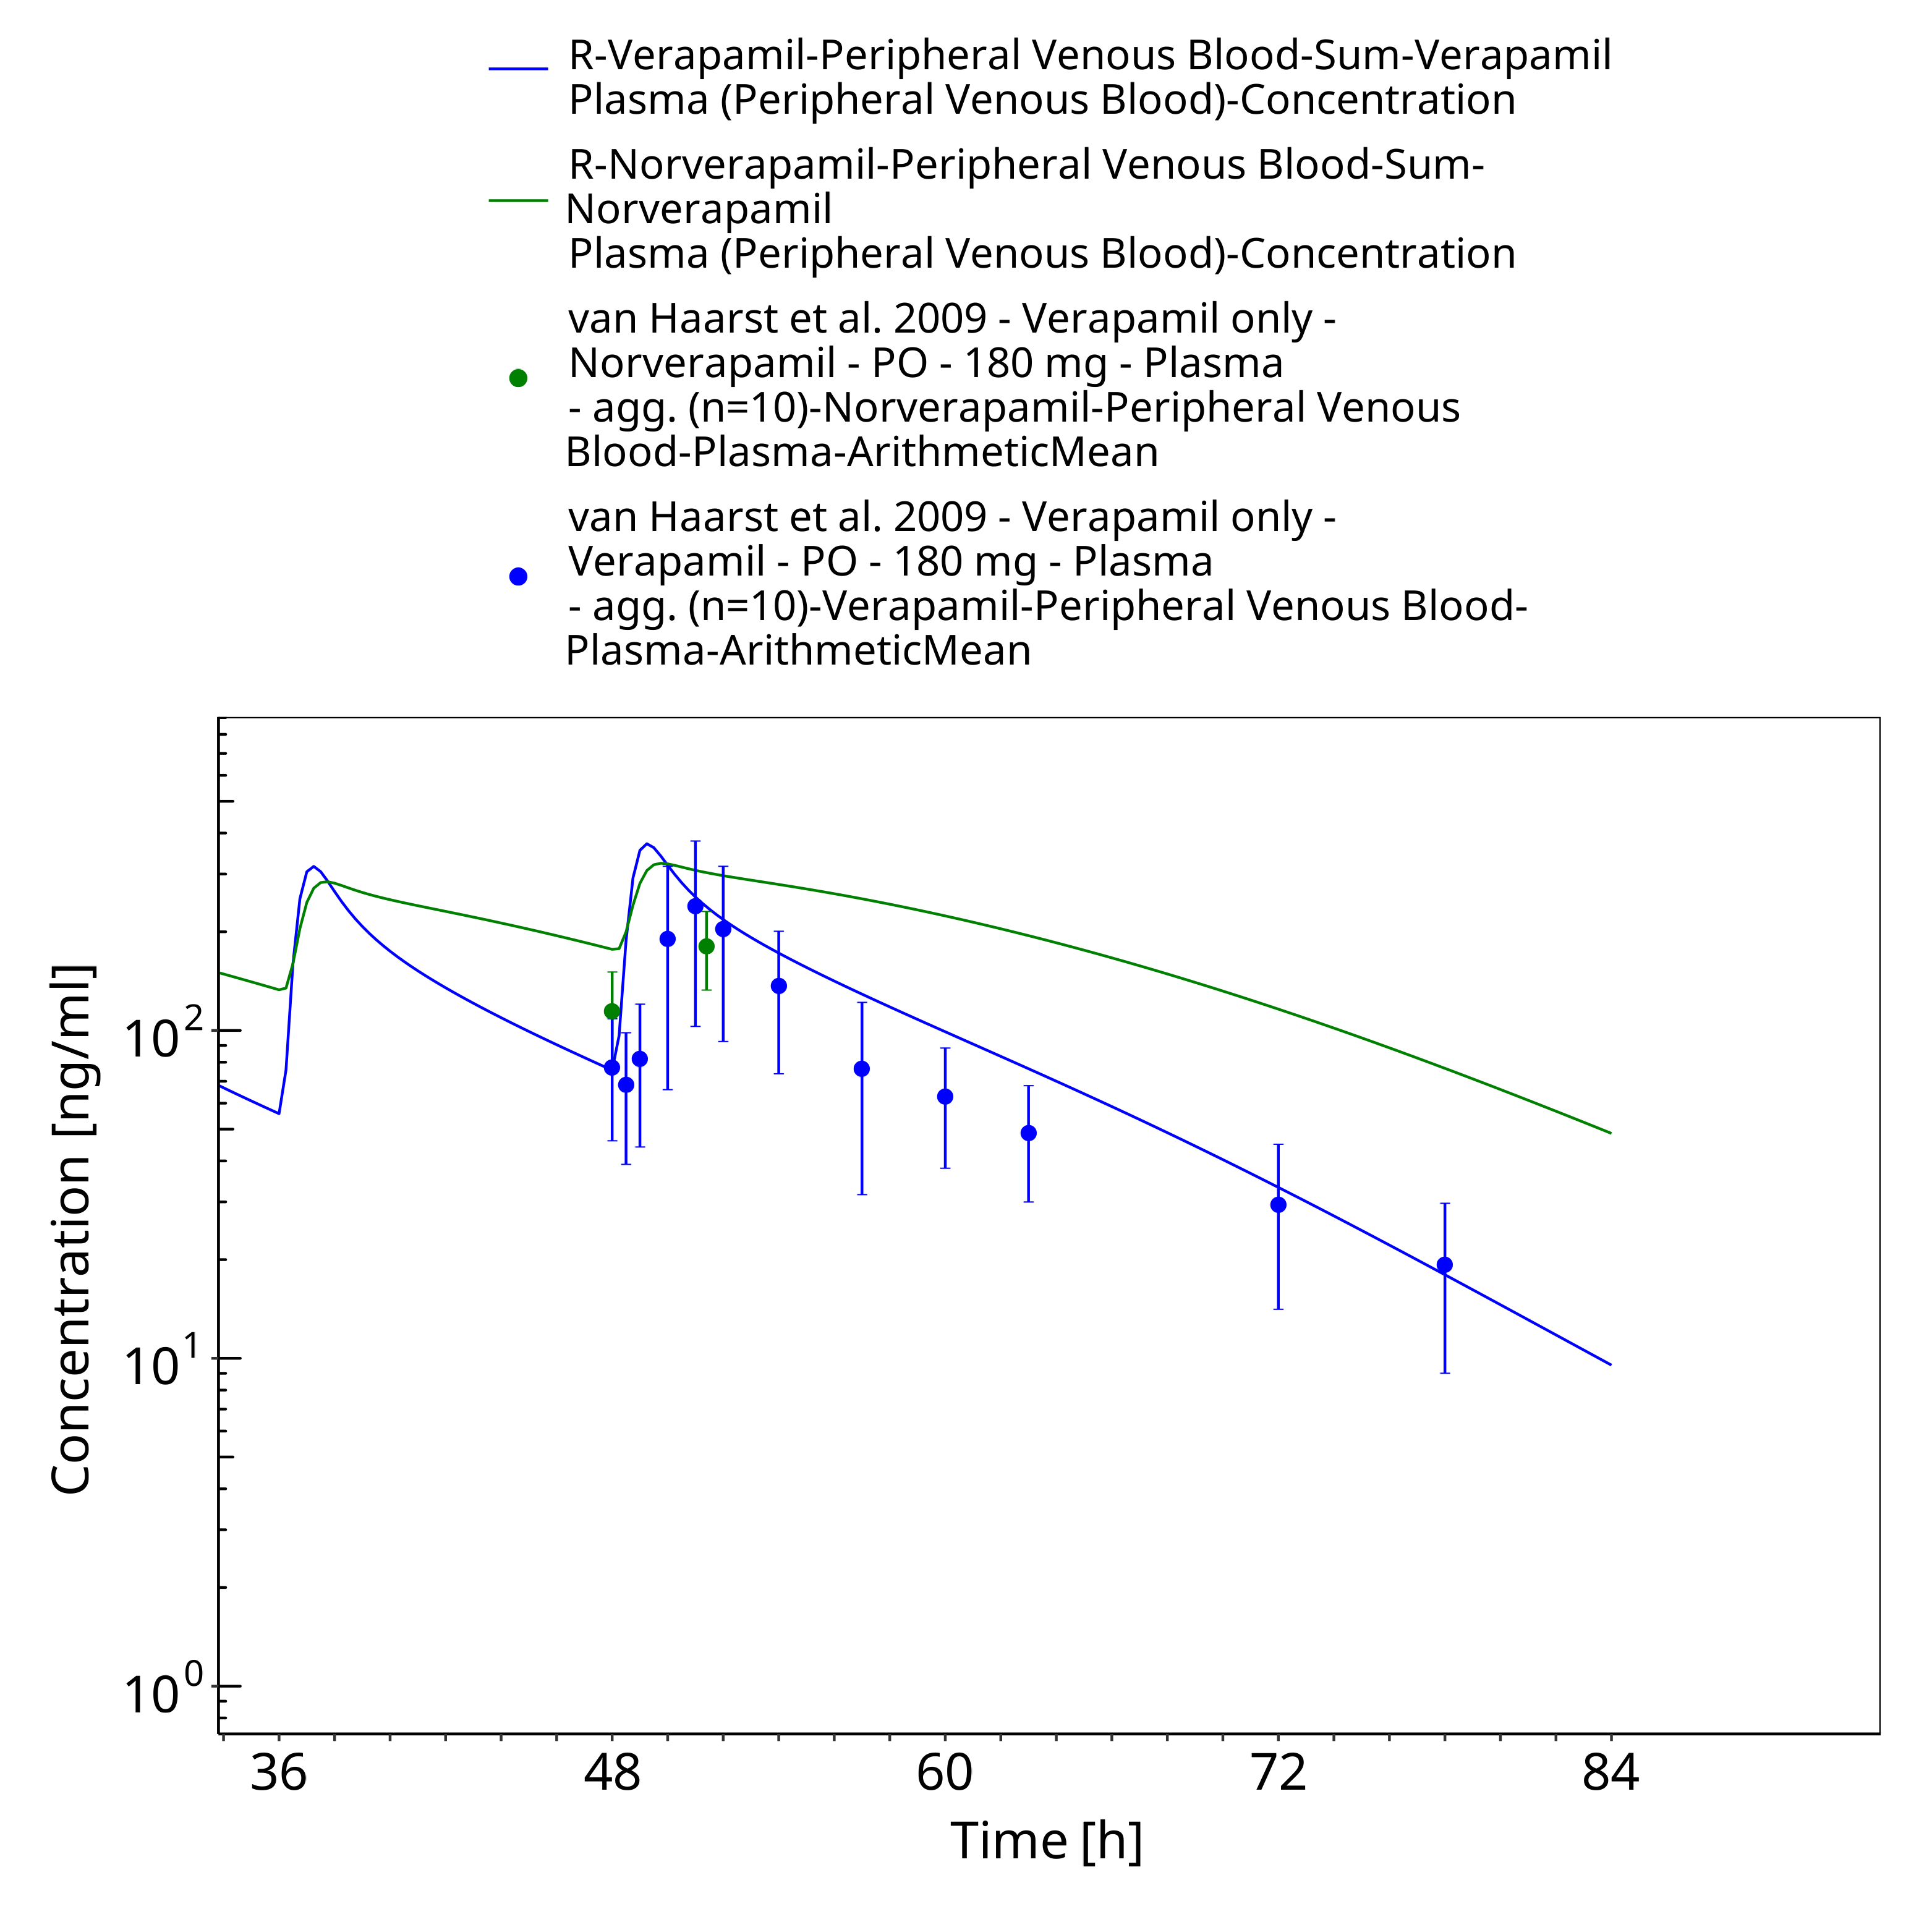 R-Verapamil-Peripheral Venous Blood-Sum-Verapamil
Plasma (Peripheral Venous Blood)-Concentration
R-Norverapamil-Peripheral Venous Blood-Sum-
Norverapamil
Plasma (Peripheral Venous Blood)-Concentration
van Haarst et al. 2009 - Verapamil only -
Norverapamil - PO - 180 mg - Plasma
- agg. (n=10)-Norverapamil-Peripheral Venous
Blood-Plasma-ArithmeticMean
van Haarst et al. 2009 - Verapamil only -
Verapamil - PO - 180 mg - Plasma
- agg. (n=10)-Verapamil-Peripheral Venous Blood-
Plasma-ArithmeticMean
Concentration [ng/ml]
10²
10¹
10⁰
36 48 60 72 84
Time [h]